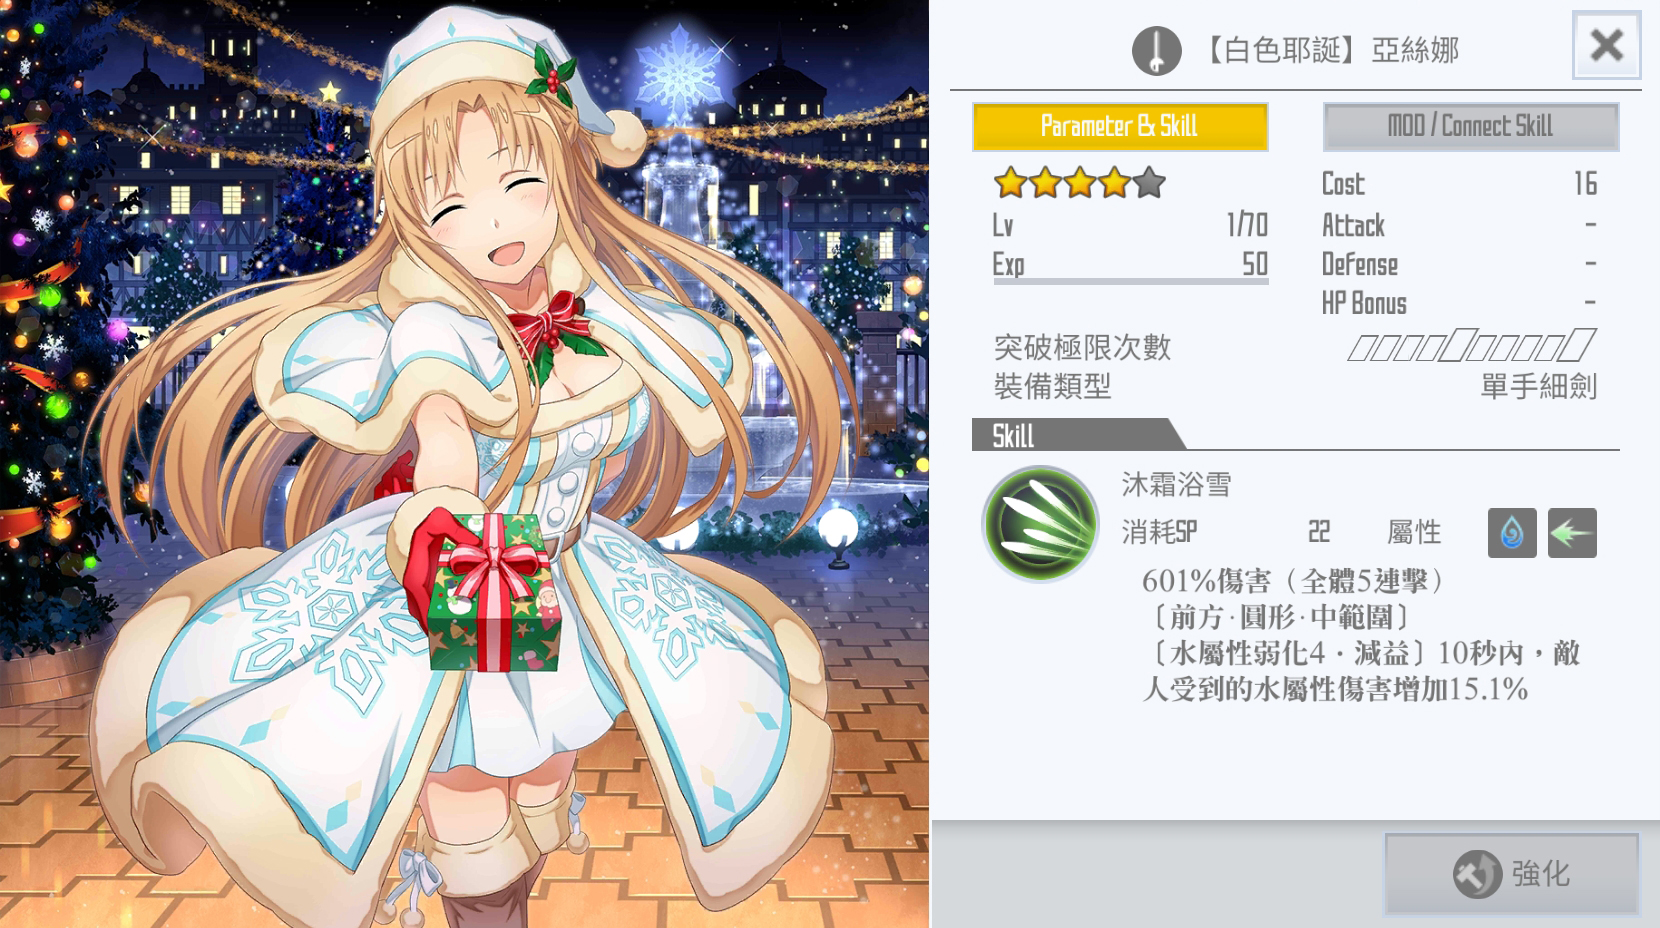 【白色耶誕】 亞絲娜
Parameter & Skill
MOD / Connect Skill
Lv 1/70
Exp 50
Cost 16
Attack -
Defense -
HP Bonus -
突破極限次數
裝備類型 單手細劍
Skill
沐霜浴雪
消耗SP 22 屬性
601%傷害（全體5連擊）
〔前方·圓形·中範圍〕
〔水屬性弱化4·減益〕10秒內，敵
人受到的水屬性傷害增加15.1%
強化